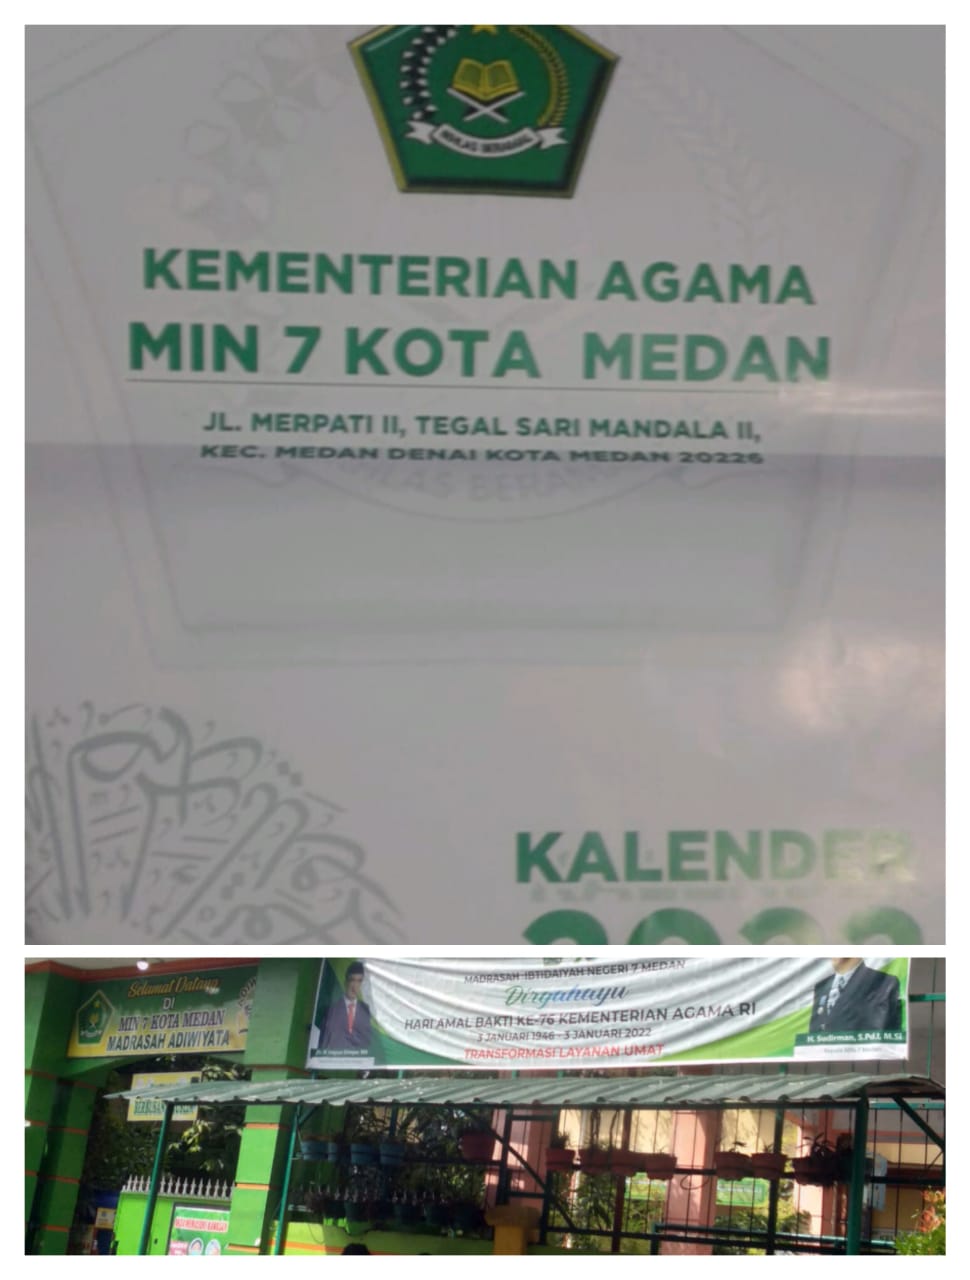 IKHLAS BERAMAL
KEMENTERIAN AGAMA
MIN 7 KOTA MEDAN
JL. MERPATI II, TEGAL SARI MANDALA II,
KEC. MEDAN DENAI KOTA MEDAN 20226
KALENDER
Selamat Datang
DI
MIN 7 KOTA MEDAN
MADRASAH ADIWIYATA
MADRASAH IBTIDAIYAH NEGERI 7 MEDAN
Dirgahayu
HARI AMAL BAKTI KE-76 KEMENTERIAN AGAMA RI
3 JANUARI 1946 - 3 JANUARI 2022
TRANSFORMASI LAYANAN UMAT
H. Sudirman, S.Pd.I, M.Si